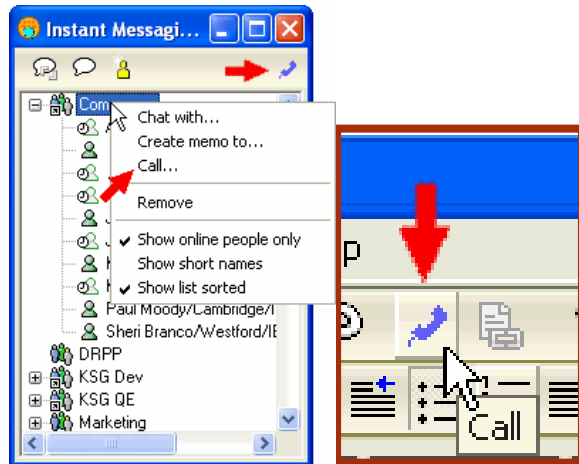 Instant Messagi...
Com
Chat with...
Create memo to...
Call...
Remove
Show online people only
Show short names
Show list sorted
Paul Moody/Cambridge/I
Sheri Branco/Westford/IE
DRPP
KSG Dev
KSG QE
Marketing
p
Call